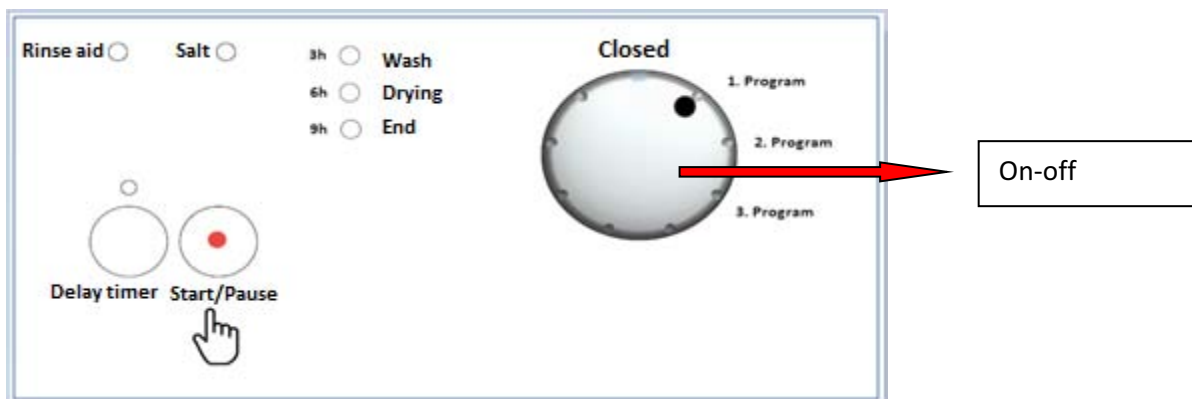 Rinse aid
Salt
3h Wash
6h Drying
9h End
Closed
1. Program
2. Program
3. Program
On-off
Delay timer
Start/Pause